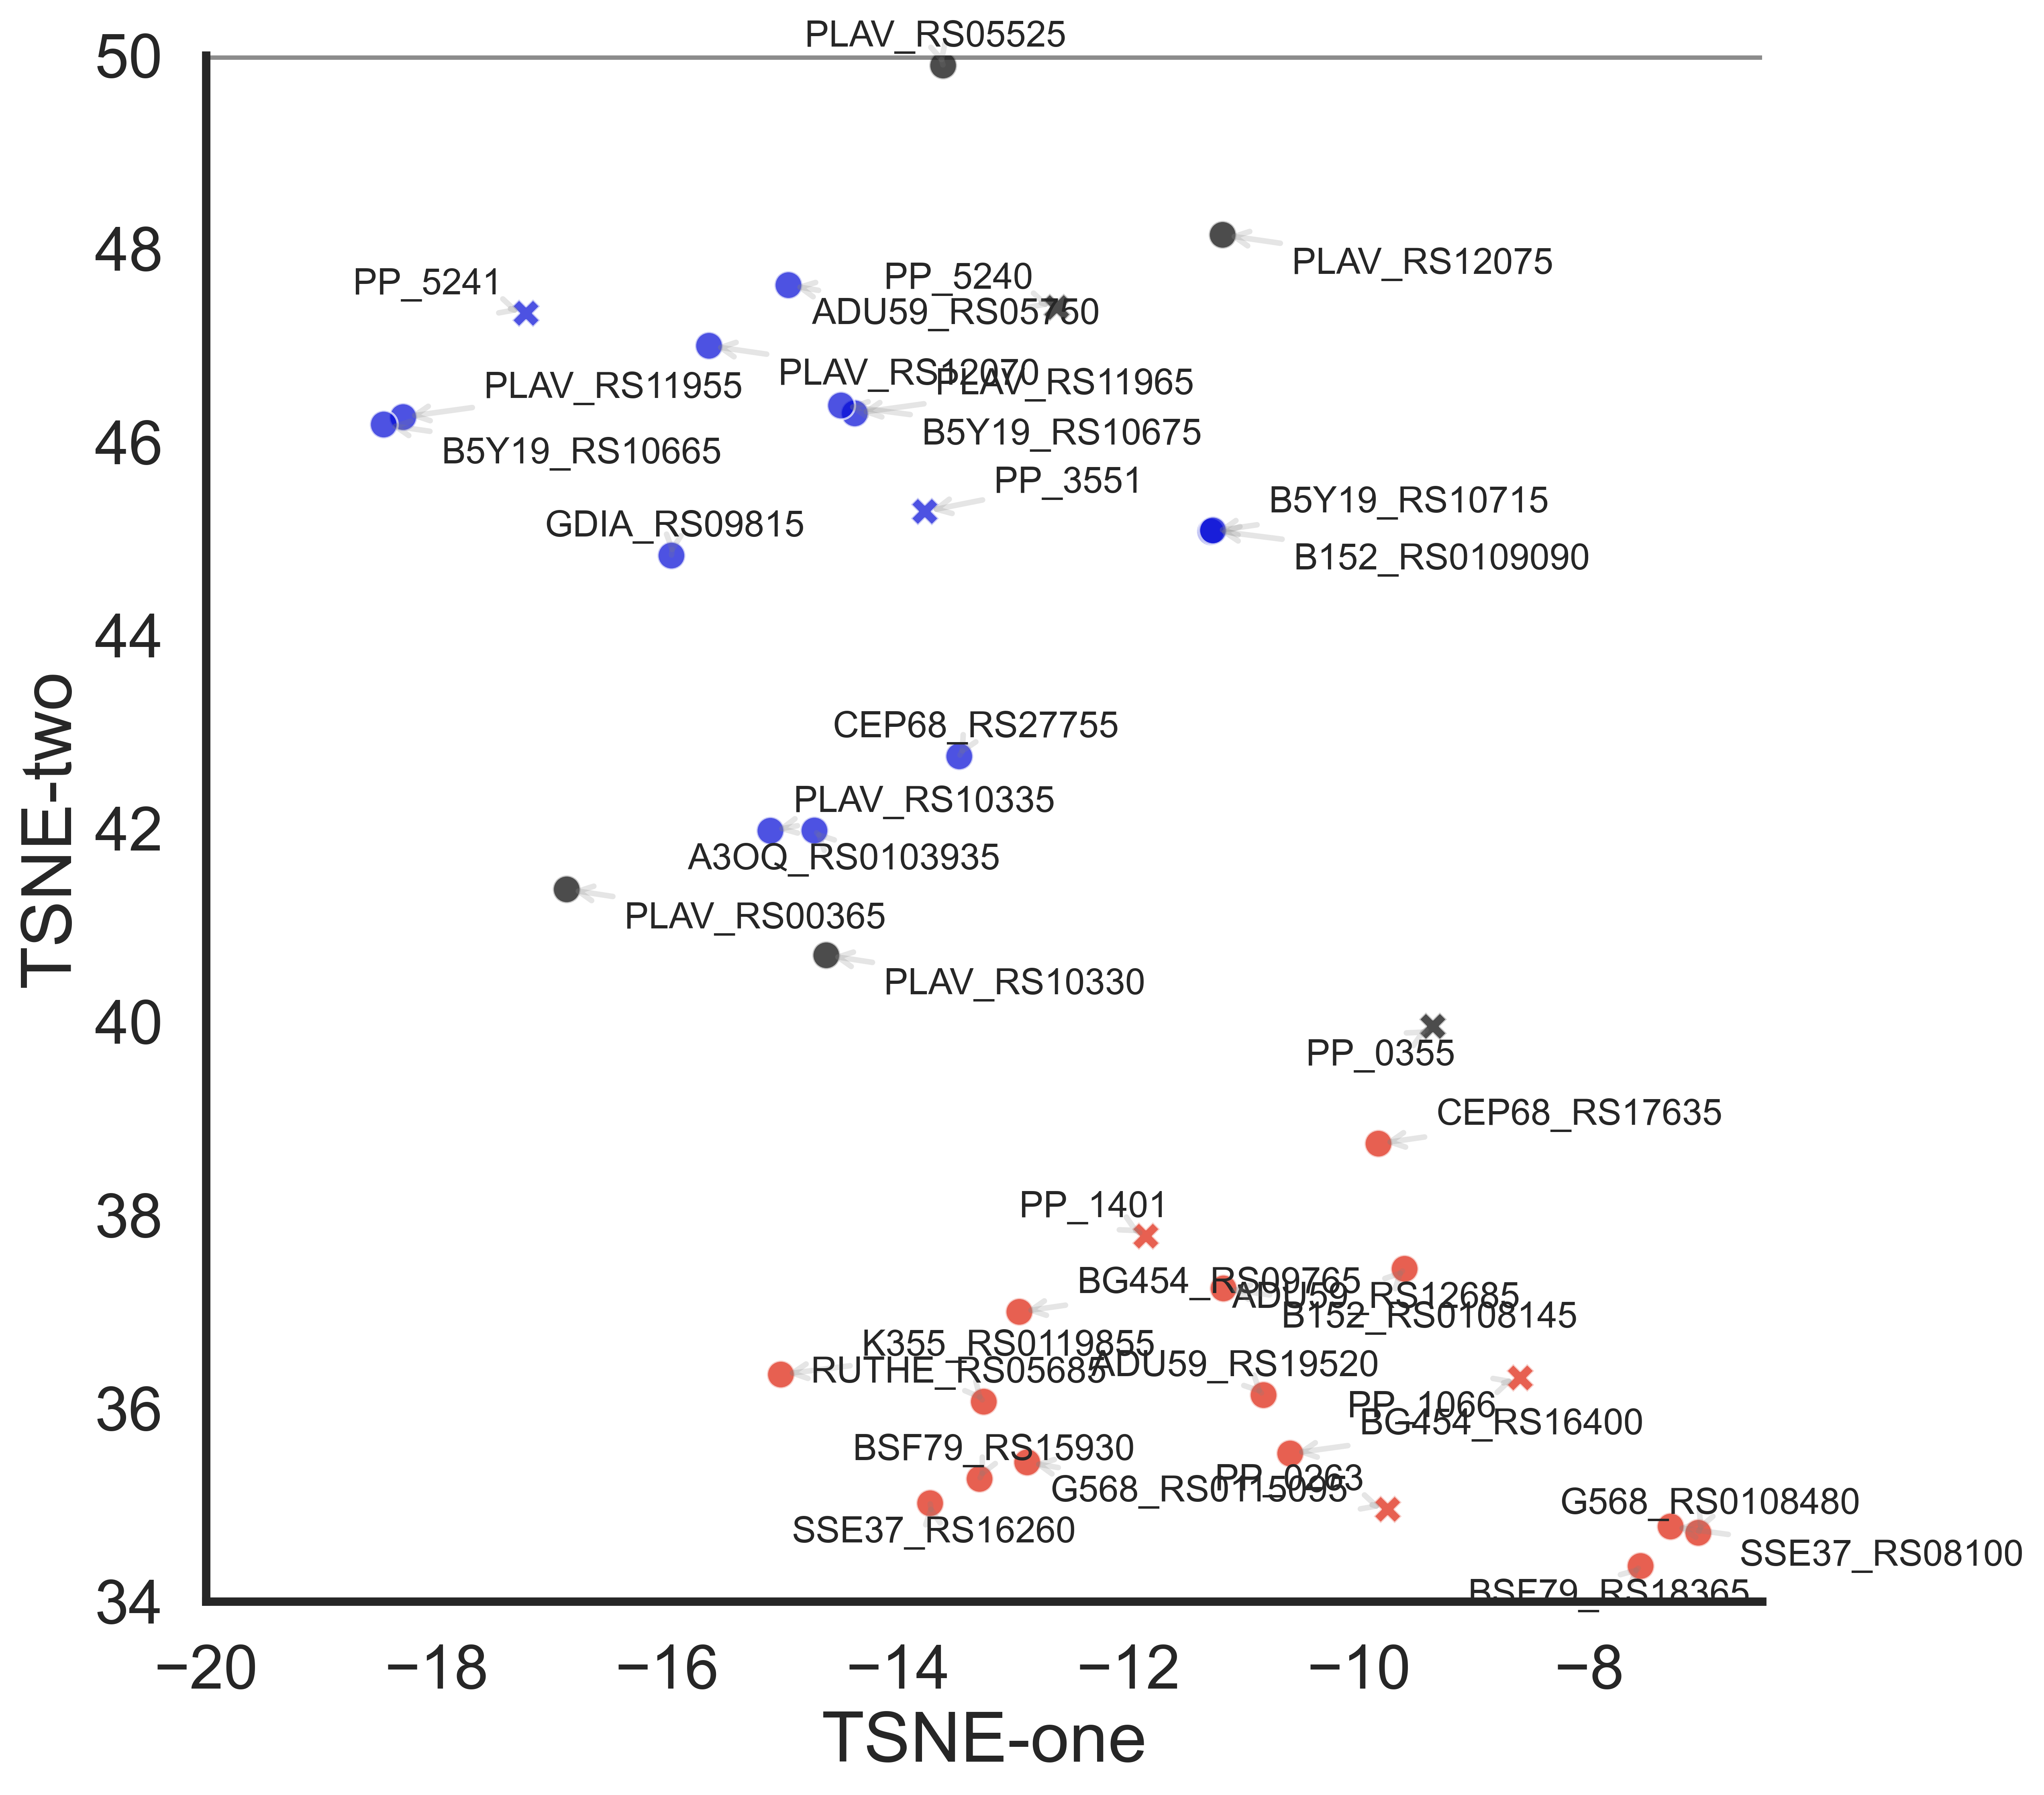 PLAV_RS05525
50
48
PLAV_RS12075
PP_5241
PP_5240
ADU59_RS05750
PLAV_RS12070
PLAV_RS11965
PLAV_RS11955
46
B5Y19_RS10675
B5Y19_RS10665
PP_3551
B5Y19_RS10715
GDIA_RS09815
B152_RS0109090
44
CEP68_RS27755
PLAV_RS10335
42
A3OQ_RS0103935
PLAV_RS00365
PLAV_RS10330
40
PP_0355
CEP68_RS17635
38
PP_1401
BG454_RS09765
ADU59_RS12685
B152_RS0108145
K355_RS0119855
ADU59_RS19520
RUTHE_RS05685
36
PP_1066
BG454_RS16400
BSF79_RS15930
PP_0263
G568_RS0115095
G568_RS0108480
SSE37_RS16260
SSE37_RS08100
BSF79_RS18365
34
−20
−18
−16
−14
−12
−10
−8
TSNE-one
TSNE-two